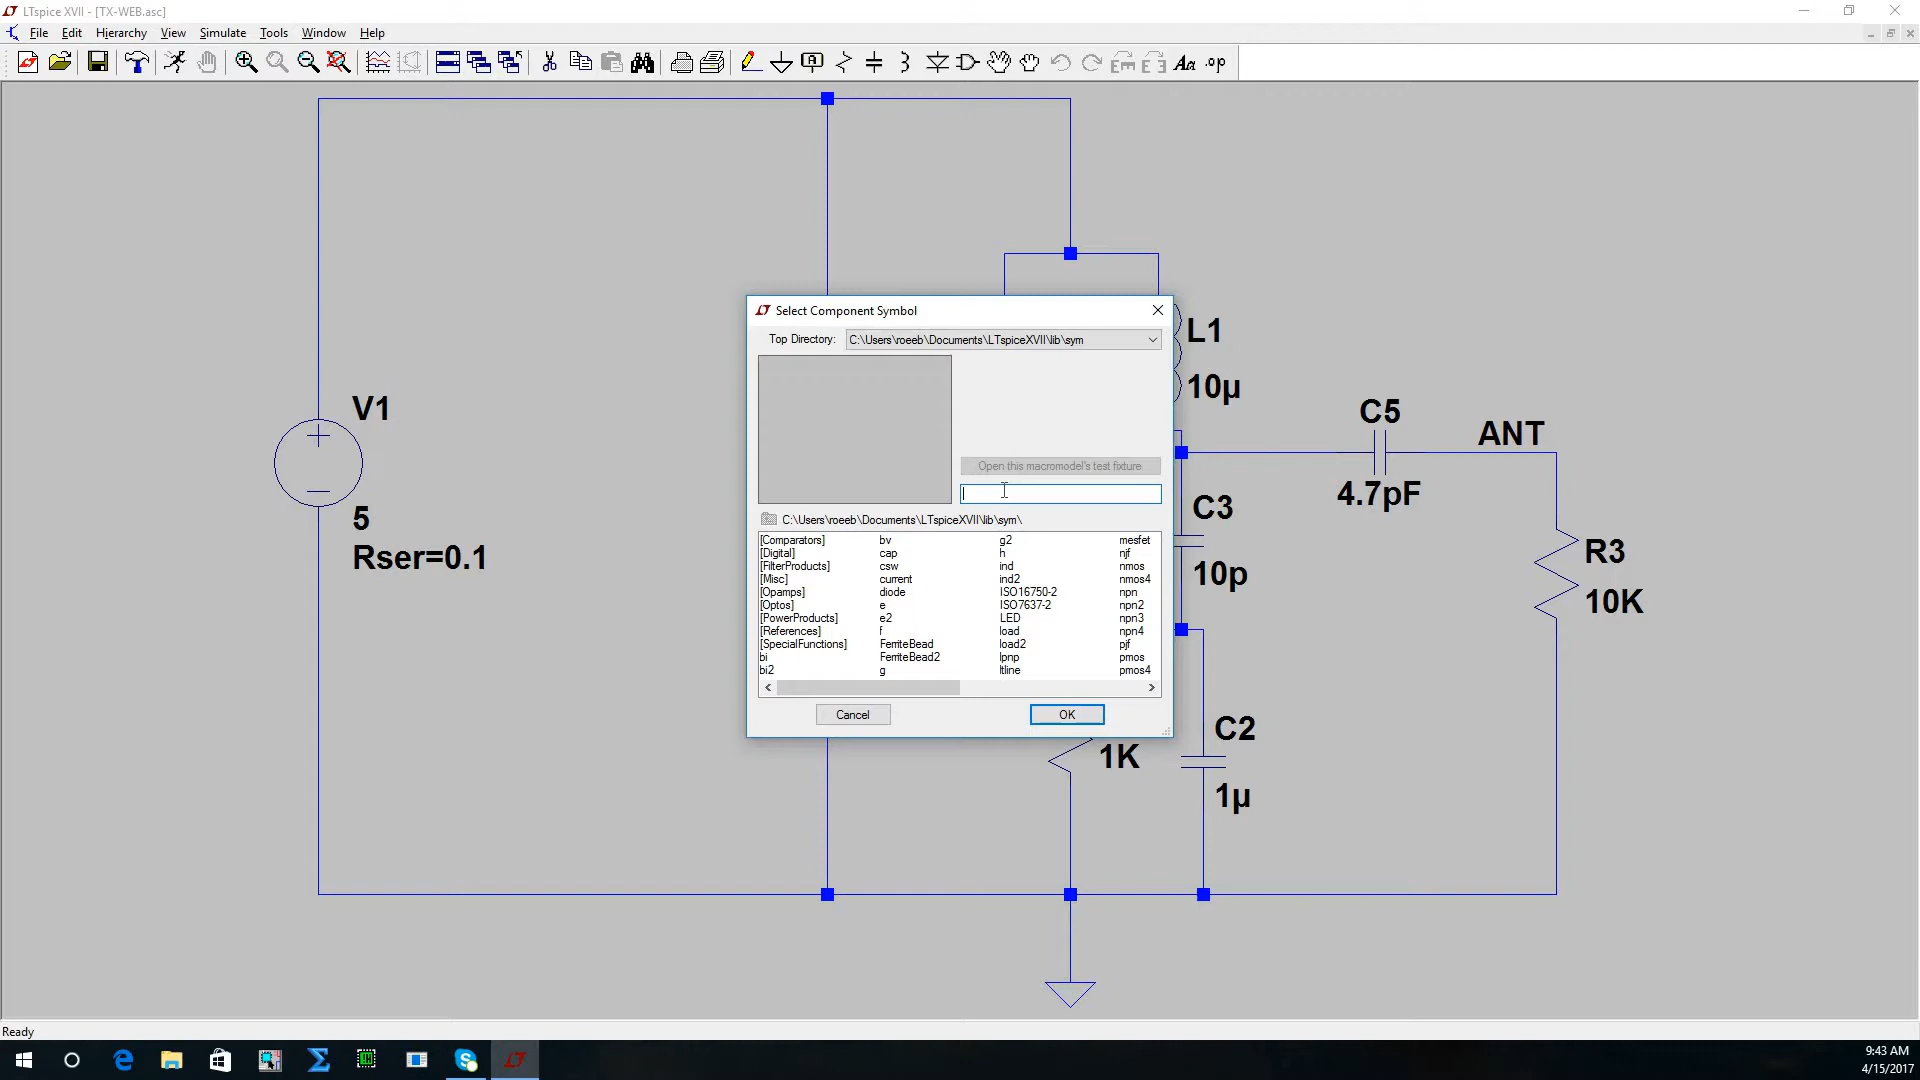 LTspice XVII - [TX-WEB.asc]
File Edit Hierarchy View Simulate Tools Window Help
Aa .op
V1
5
Rser=0.1
L1
10µ
C5
4.7pF
ANT
C3
10p
R3
10K
C2
1µ
1K
Select Component Symbol
Top Directory: C:\Users\roeeb\Documents\LTspiceXVII\lib\sym
Open this macromodel's test fixture
C:\Users\roeeb\Documents\LTspiceXVII\lib\sym\
[Comparators] bv g2 mesfet
[Digital] cap h njf
[FilterProducts] csw ind nmos
[Misc] current ind2 nmos4
[Opamps] diode ISO16750-2 npn
[Optos] e ISO7637-2 npn2
[PowerProducts] e2 LED npn3
[References] f load npn4
[SpecialFunctions] FerriteBead load2 pjf
bi FerriteBead2 lpnp pmos
bi2 g ltline pmos4
Cancel OK
Ready
9:43 AM
4/15/2017